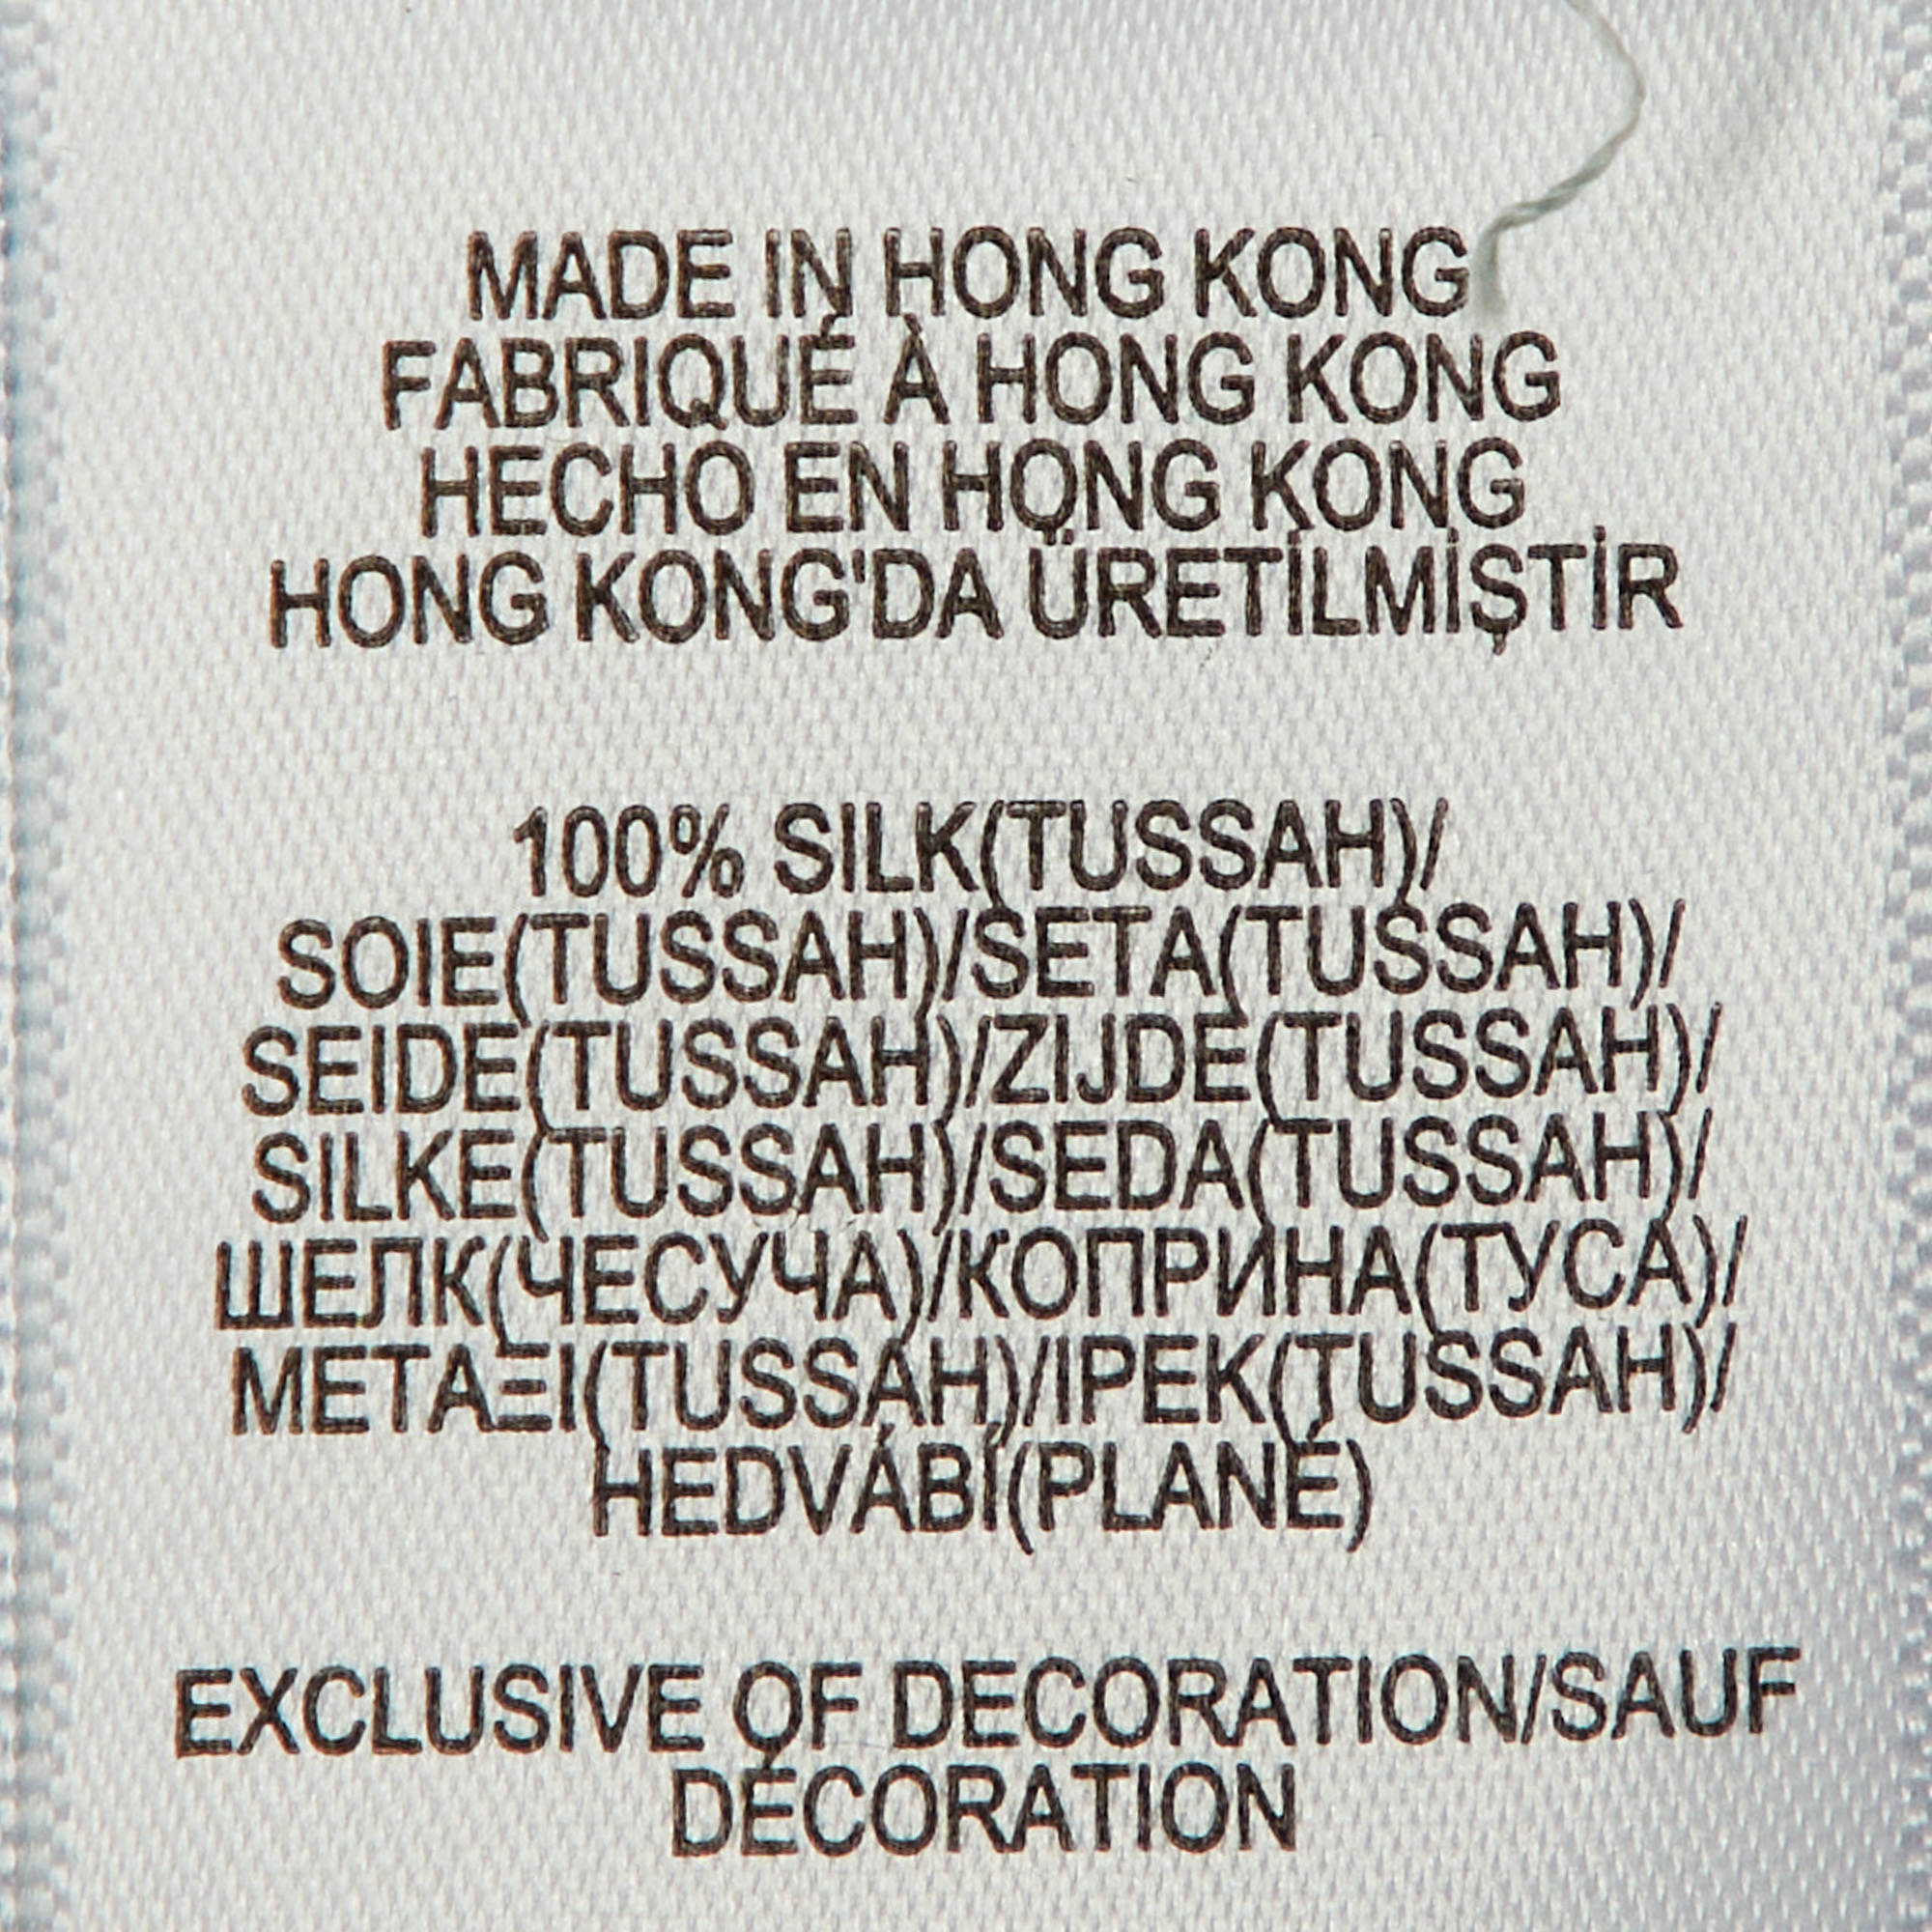 MADE IN HONG KONG
FABRIQUÉ À HONG KONG
HECHO EN HONG KONG
HONG KONG'DA ÜRETİLMİŞTİR
100% SILK(TUSSAH)/
SOIE(TUSSAH)/SETA(TUSSAH)/
SEIDE(TUSSAH)/ZIJDE(TUSSAH)/
SILKE(TUSSAH)/SEDA(TUSSAH)/
ШЕЛК(ЧЕСУЧА)/КОПРИНА(ТУСА)/
ΜΕΤΑΞΙ(TUSSAH)/IPEK(TUSSAH)/
HEDVÁBÍ(PLANÉ)
EXCLUSIVE OF DECORATION/SAUF
DÉCORATION